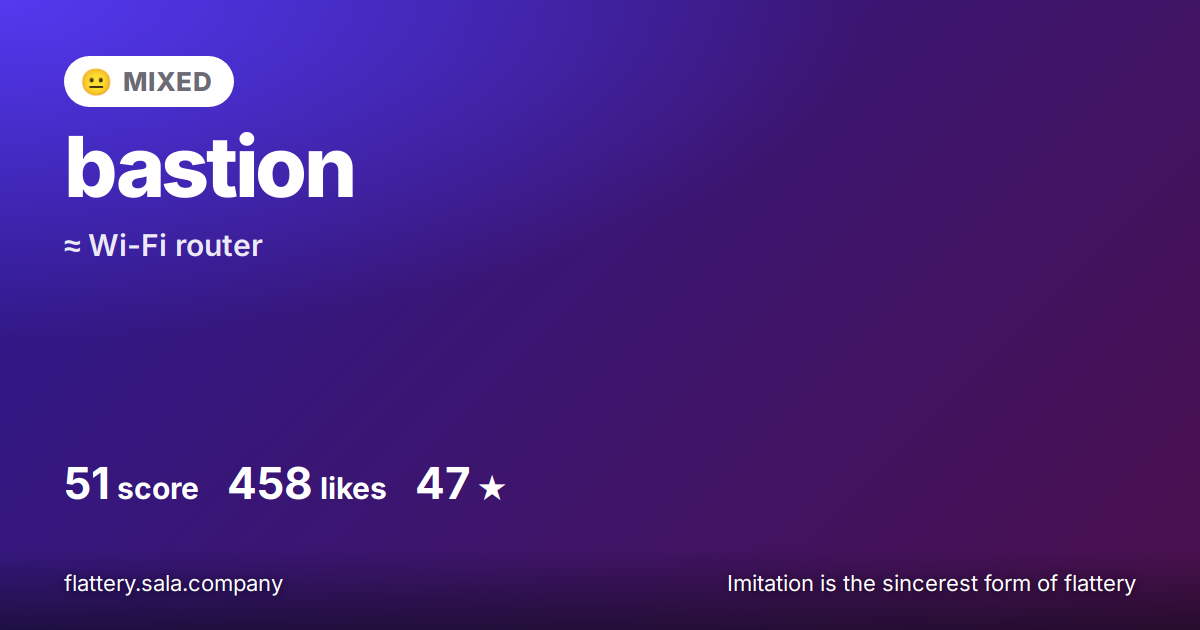 😐 MIXED
bastion
≈ Wi-Fi router
51 score 458 likes 47 ★
flattery.sala.company
Imitation is the sincerest form of flattery